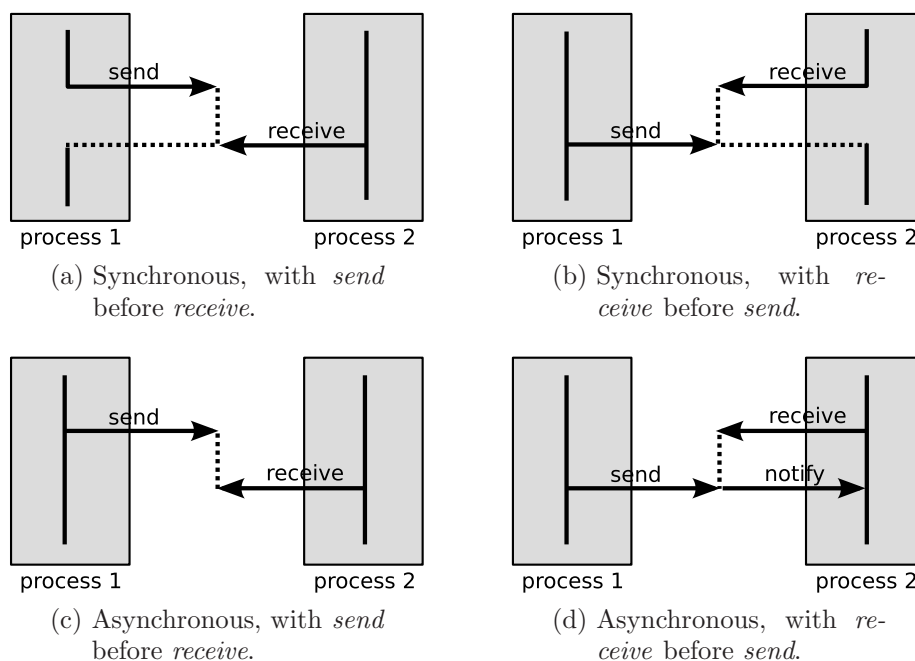 send
receive
process 1
process 2
(a) Synchronous, with send
before receive.
receive
send
process 1
process 2
(b) Synchronous, with re-
ceive before send.
send
receive
process 1
process 2
(c) Asynchronous, with send
before receive.
receive
send
notify
process 1
process 2
(d) Asynchronous, with re-
ceive before send.